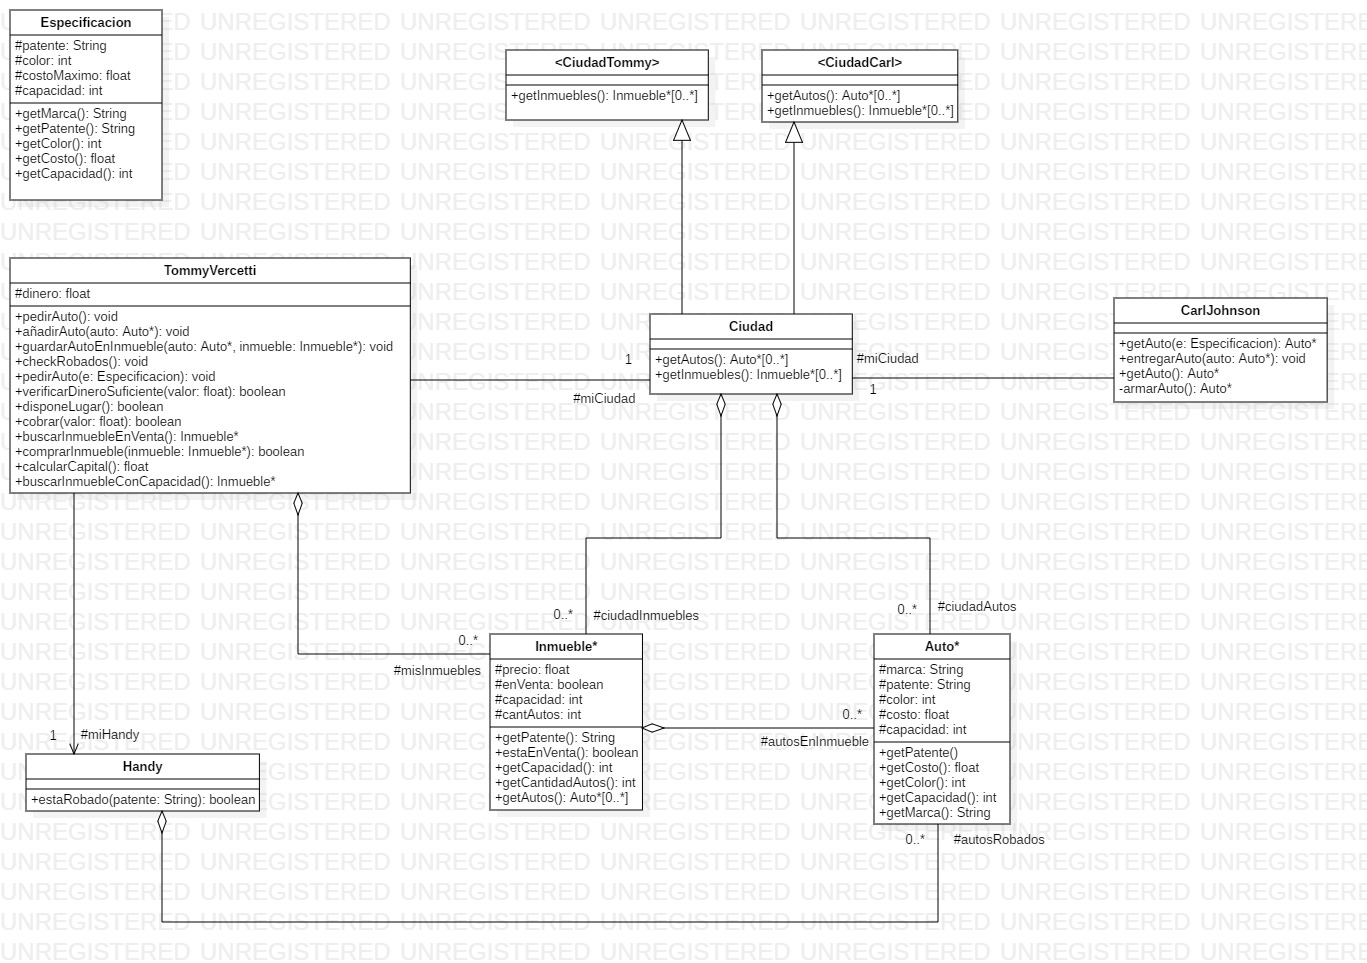 Especificacion
#patente: String
#color: int
#costoMaximo: float
#capacidad: int
+getMarca(): String
+getPatente(): String
+getColor(): int
+getCosto(): float
+getCapacidad(): int
<CiudadTommy>
+getInmuebles(): Inmueble*[0..*]
<CiudadCarl>
+getAutos(): Auto*[0..*]
+getInmuebles(): Inmueble*[0..*]
TommyVercetti
#dinero: float
+pedirAuto(): void
+añadirAuto(auto: Auto*): void
+guardarAutoEnInmueble(auto: Auto*, inmueble: Inmueble*): void
+checkRobados(): void
+pedirAuto(e: Especificacion): void
+verificarDineroSuficiente(valor: float): boolean
+disponeLugar(): boolean
+cobrar(valor: float): boolean
+buscarInmuebleEnVenta(): Inmueble*
+comprarInmueble(inmueble: Inmueble*): boolean
+calcularCapital(): float
+buscarInmuebleConCapacidad(): Inmueble*
1
#miCiudad
Ciudad
+getAutos(): Auto*[0..*]
+getInmuebles(): Inmueble*[0..*]
#miCiudad
1
CarlJohnson
+getAuto(e: Especificacion): Auto*
+entregarAuto(auto: Auto*): void
+getAuto(): Auto*
-armarAuto(): Auto*
0..*
#ciudadInmuebles
0..*
#ciudadAutos
0..*
#misInmuebles
Inmueble*
#precio: float
#enVenta: boolean
#capacidad: int
#cantAutos: int
+getPatente(): String
+estaEnVenta(): boolean
+getCapacidad(): int
+getCantidadAutos(): int
+getAutos(): Auto*[0..*]
0..*
#autosEnInmueble
Auto*
#marca: String
#patente: String
#color: int
#costo: float
#capacidad: int
+getPatente()
+getCosto(): float
+getColor(): int
+getCapacidad(): int
+getMarca(): String
1
#miHandy
Handy
+estaRobado(patente: String): boolean
0..*
#autosRobados
UNREGISTERED